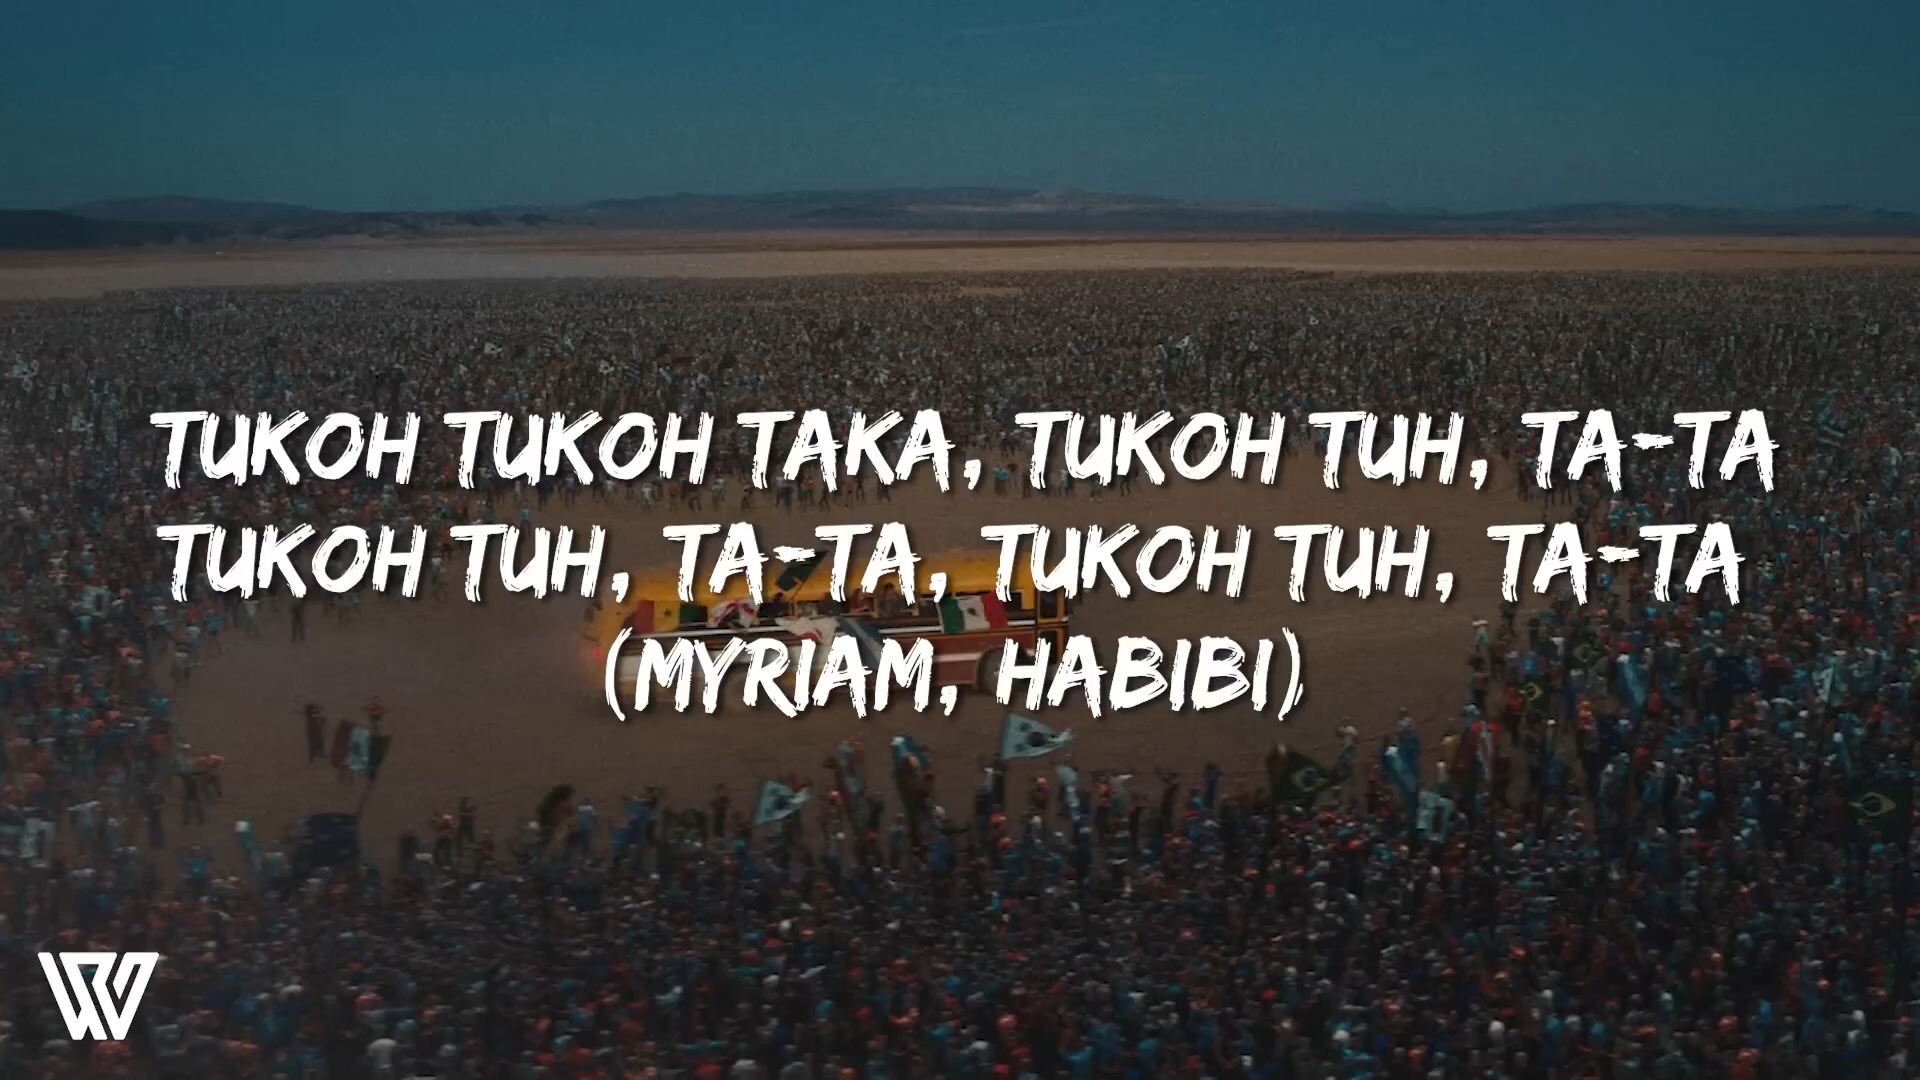 TUKOH TUKOH TAKA, TUKOH TUH, TA-TA
TUKOH TUH, TA-TA, TUKOH TUH, TA-TA
(MYRIAM, HABIBI)